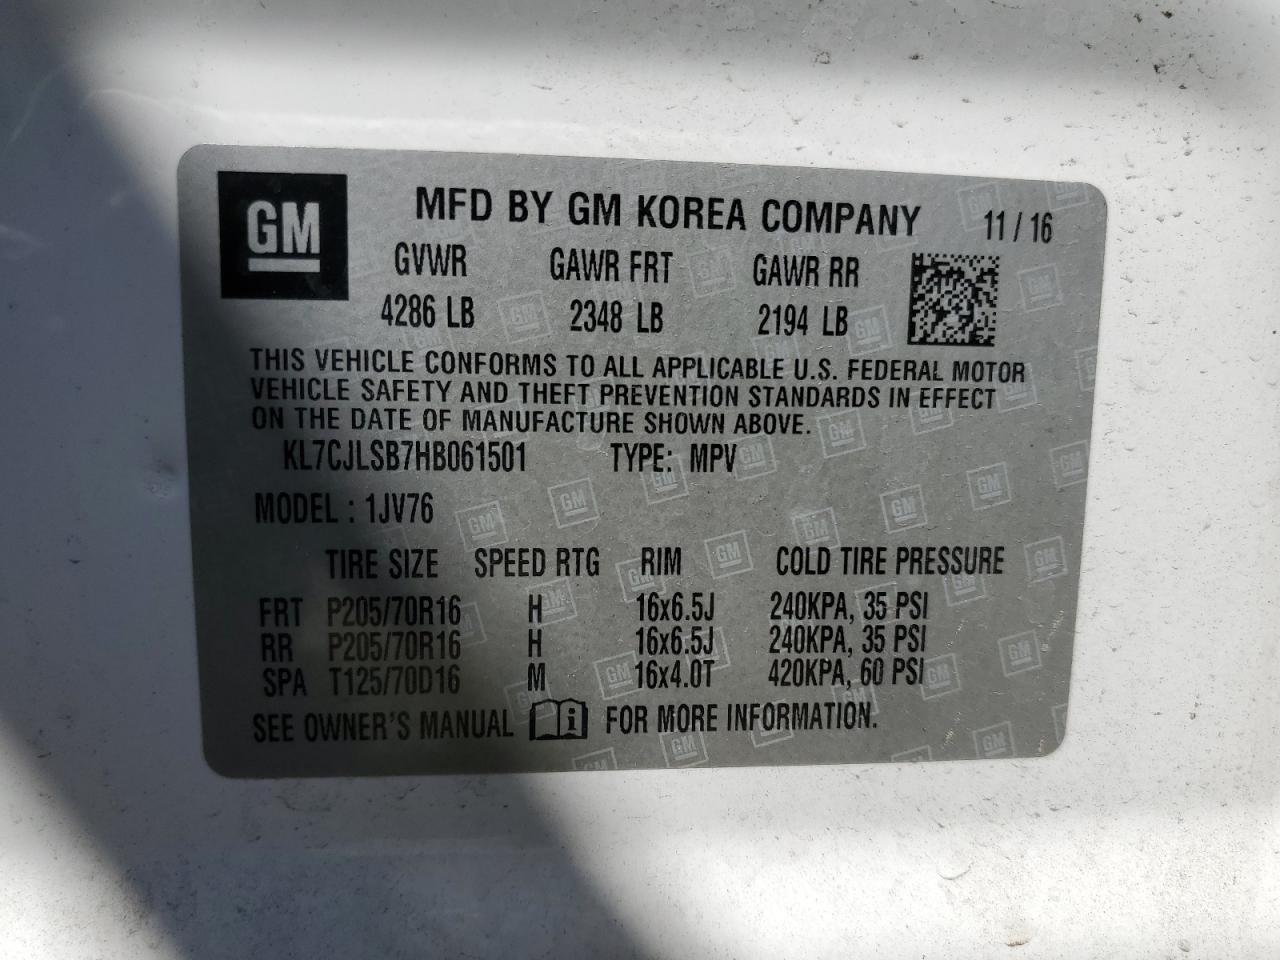 GM
MFD BY GM KOREA COMPANY 11 / 16
GVWR GAWR FRT GAWR RR
4286 LB 2348 LB 2194 LB
THIS VEHICLE CONFORMS TO ALL APPLICABLE U.S. FEDERAL MOTOR
VEHICLE SAFETY AND THEFT PREVENTION STANDARDS IN EFFECT
ON THE DATE OF MANUFACTURE SHOWN ABOVE.
KL7CJLSB7HB061501 TYPE: MPV
MODEL : 1JV76
TIRE SIZE SPEED RTG RIM COLD TIRE PRESSURE
FRT P205/70R16 H 16x6.5J 240KPA, 35 PSI
RR P205/70R16 H 16x6.5J 240KPA, 35 PSI
SPA T125/70D16 M 16x4.0T 420KPA, 60 PSI
SEE OWNER'S MANUAL i FOR MORE INFORMATION.